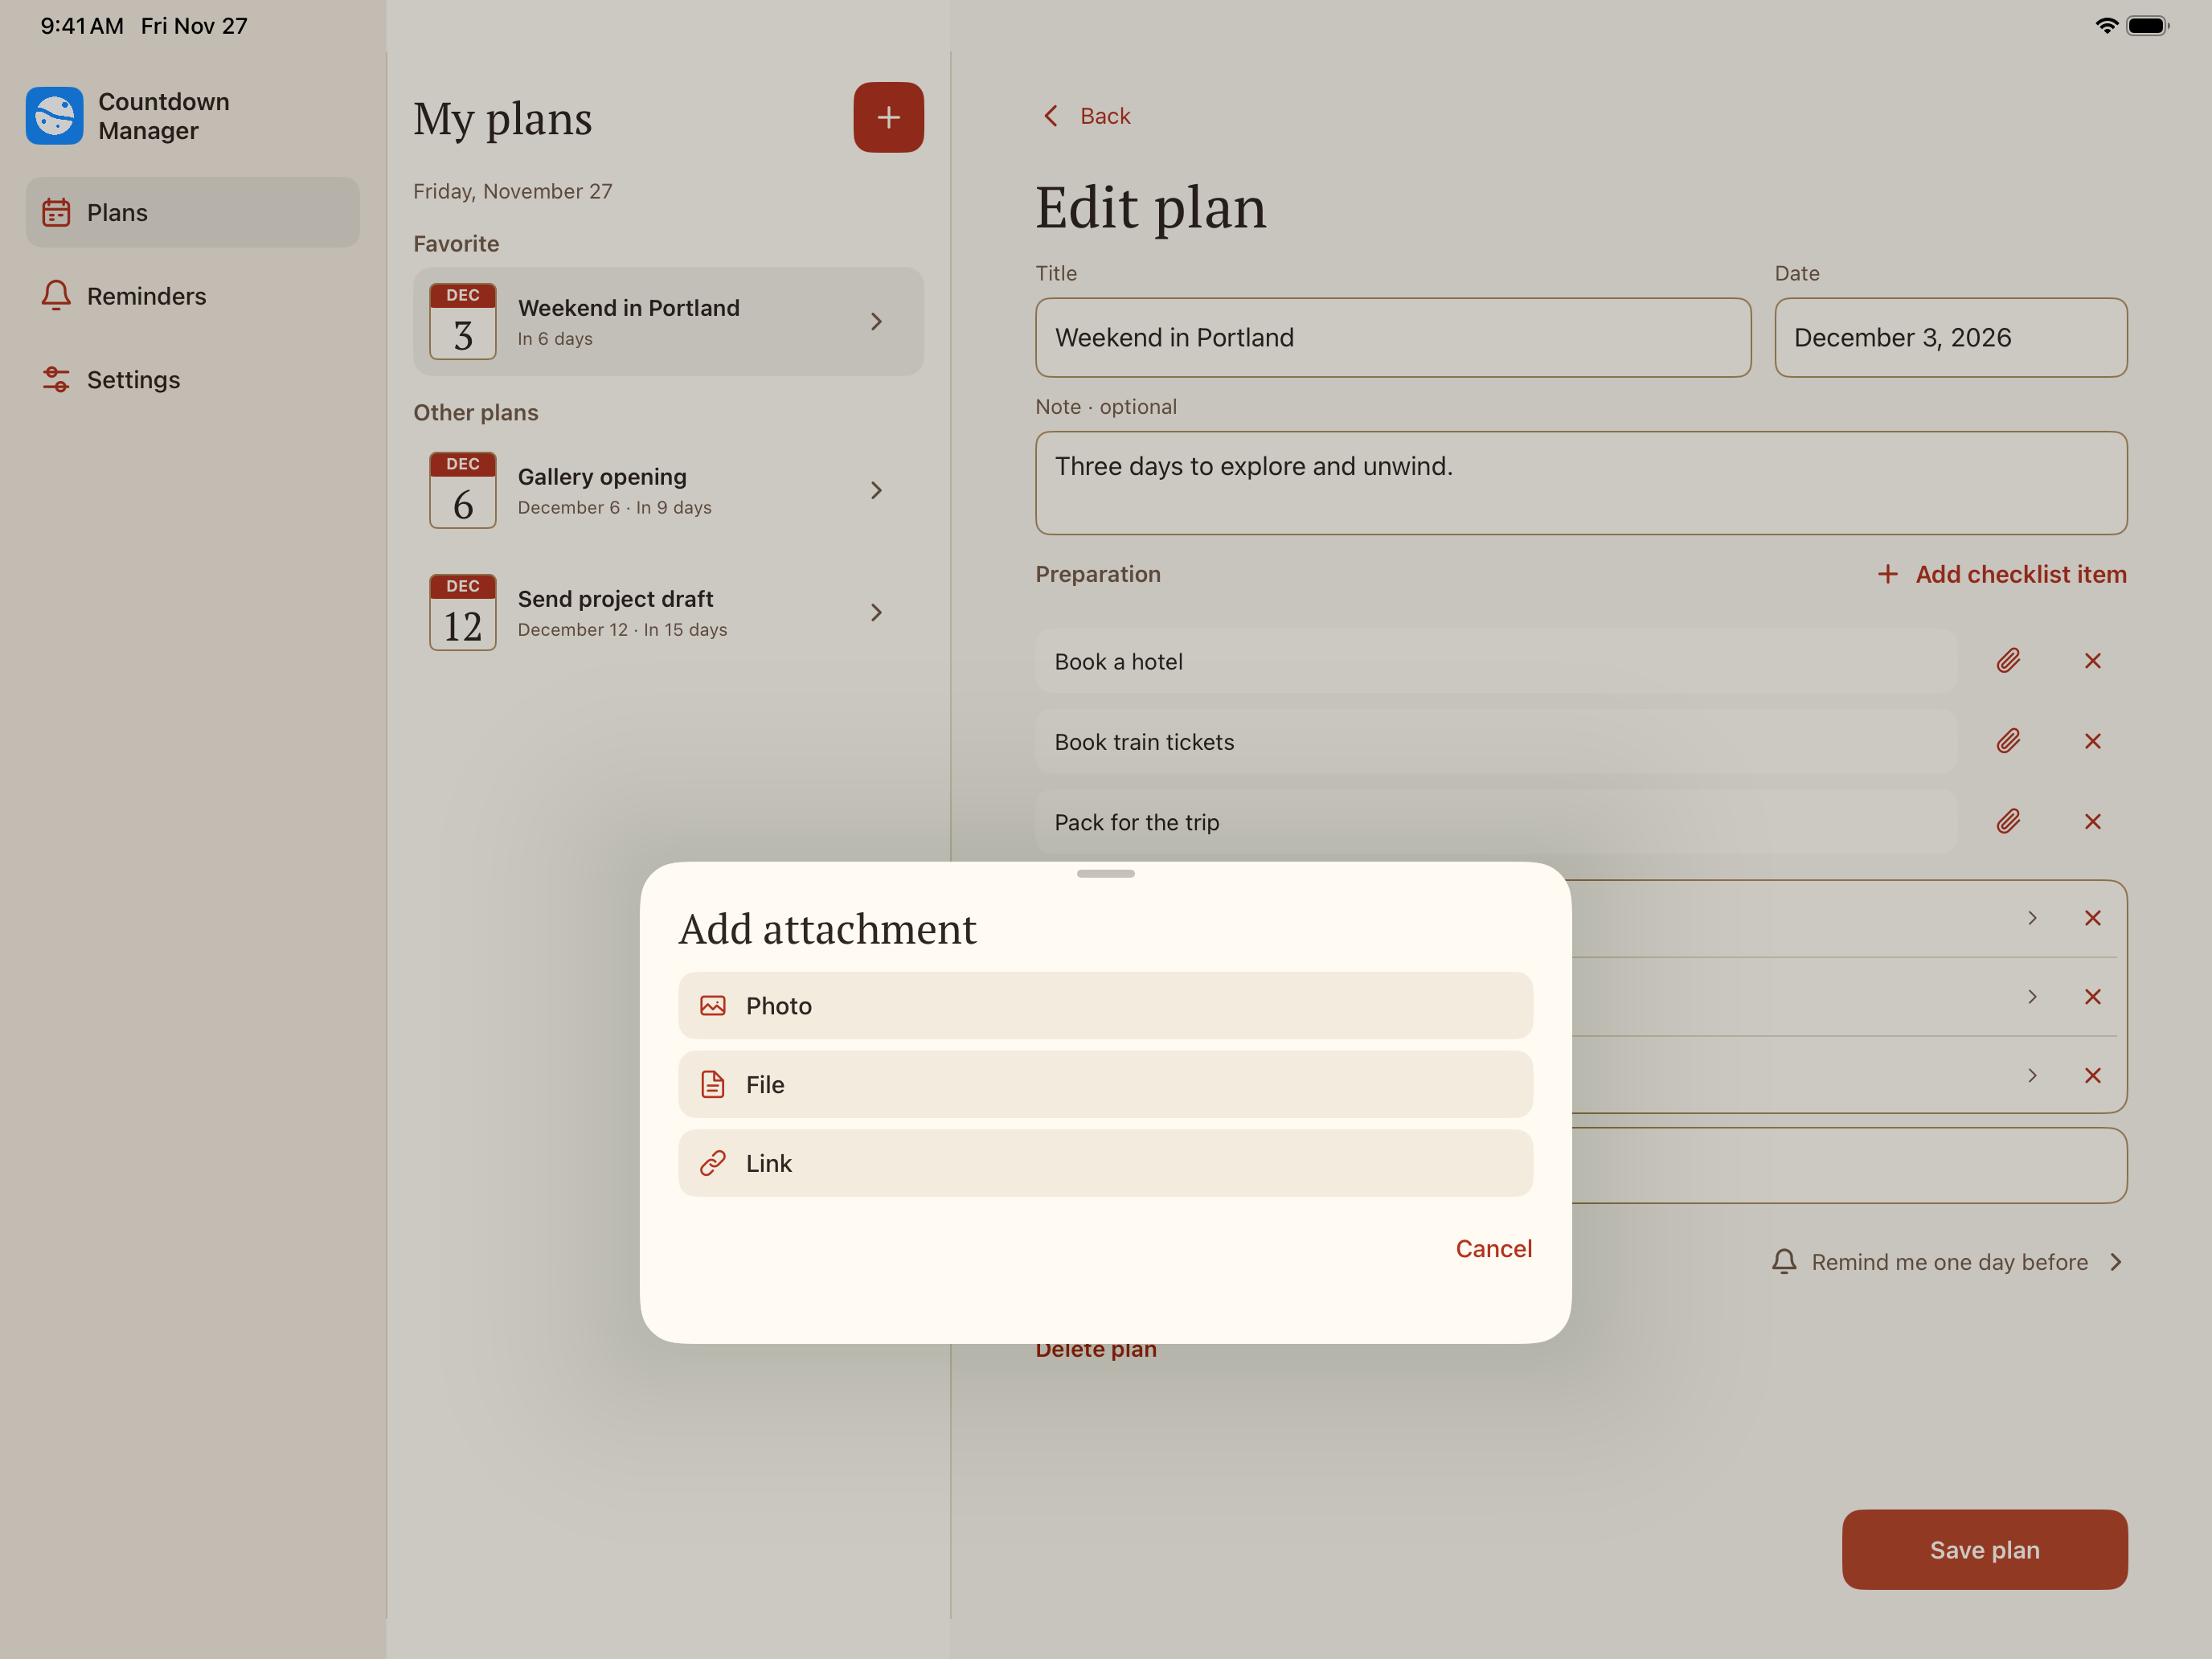 9:41 AM Fri Nov 27
Countdown
Manager
Plans
Reminders
Settings
My plans
Friday, November 27
Favorite
DEC
3
Weekend in Portland
In 6 days
Other plans
DEC
6
Gallery opening
December 6 · In 9 days
DEC
12
Send project draft
December 12 · In 15 days
Back
Edit plan
Title
Date
Weekend in Portland
December 3, 2026
Note · optional
Three days to explore and unwind.
Preparation
Add checklist item
Book a hotel
Book train tickets
Pack for the trip
Add attachment
Photo
File
Link
Cancel
Remind me one day before
Delete plan
Save plan